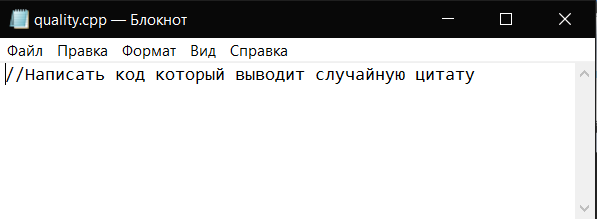 quality.cpp — Блокнот
Файл Правка Формат Вид Справка
//Написать код который выводит случайную цитату